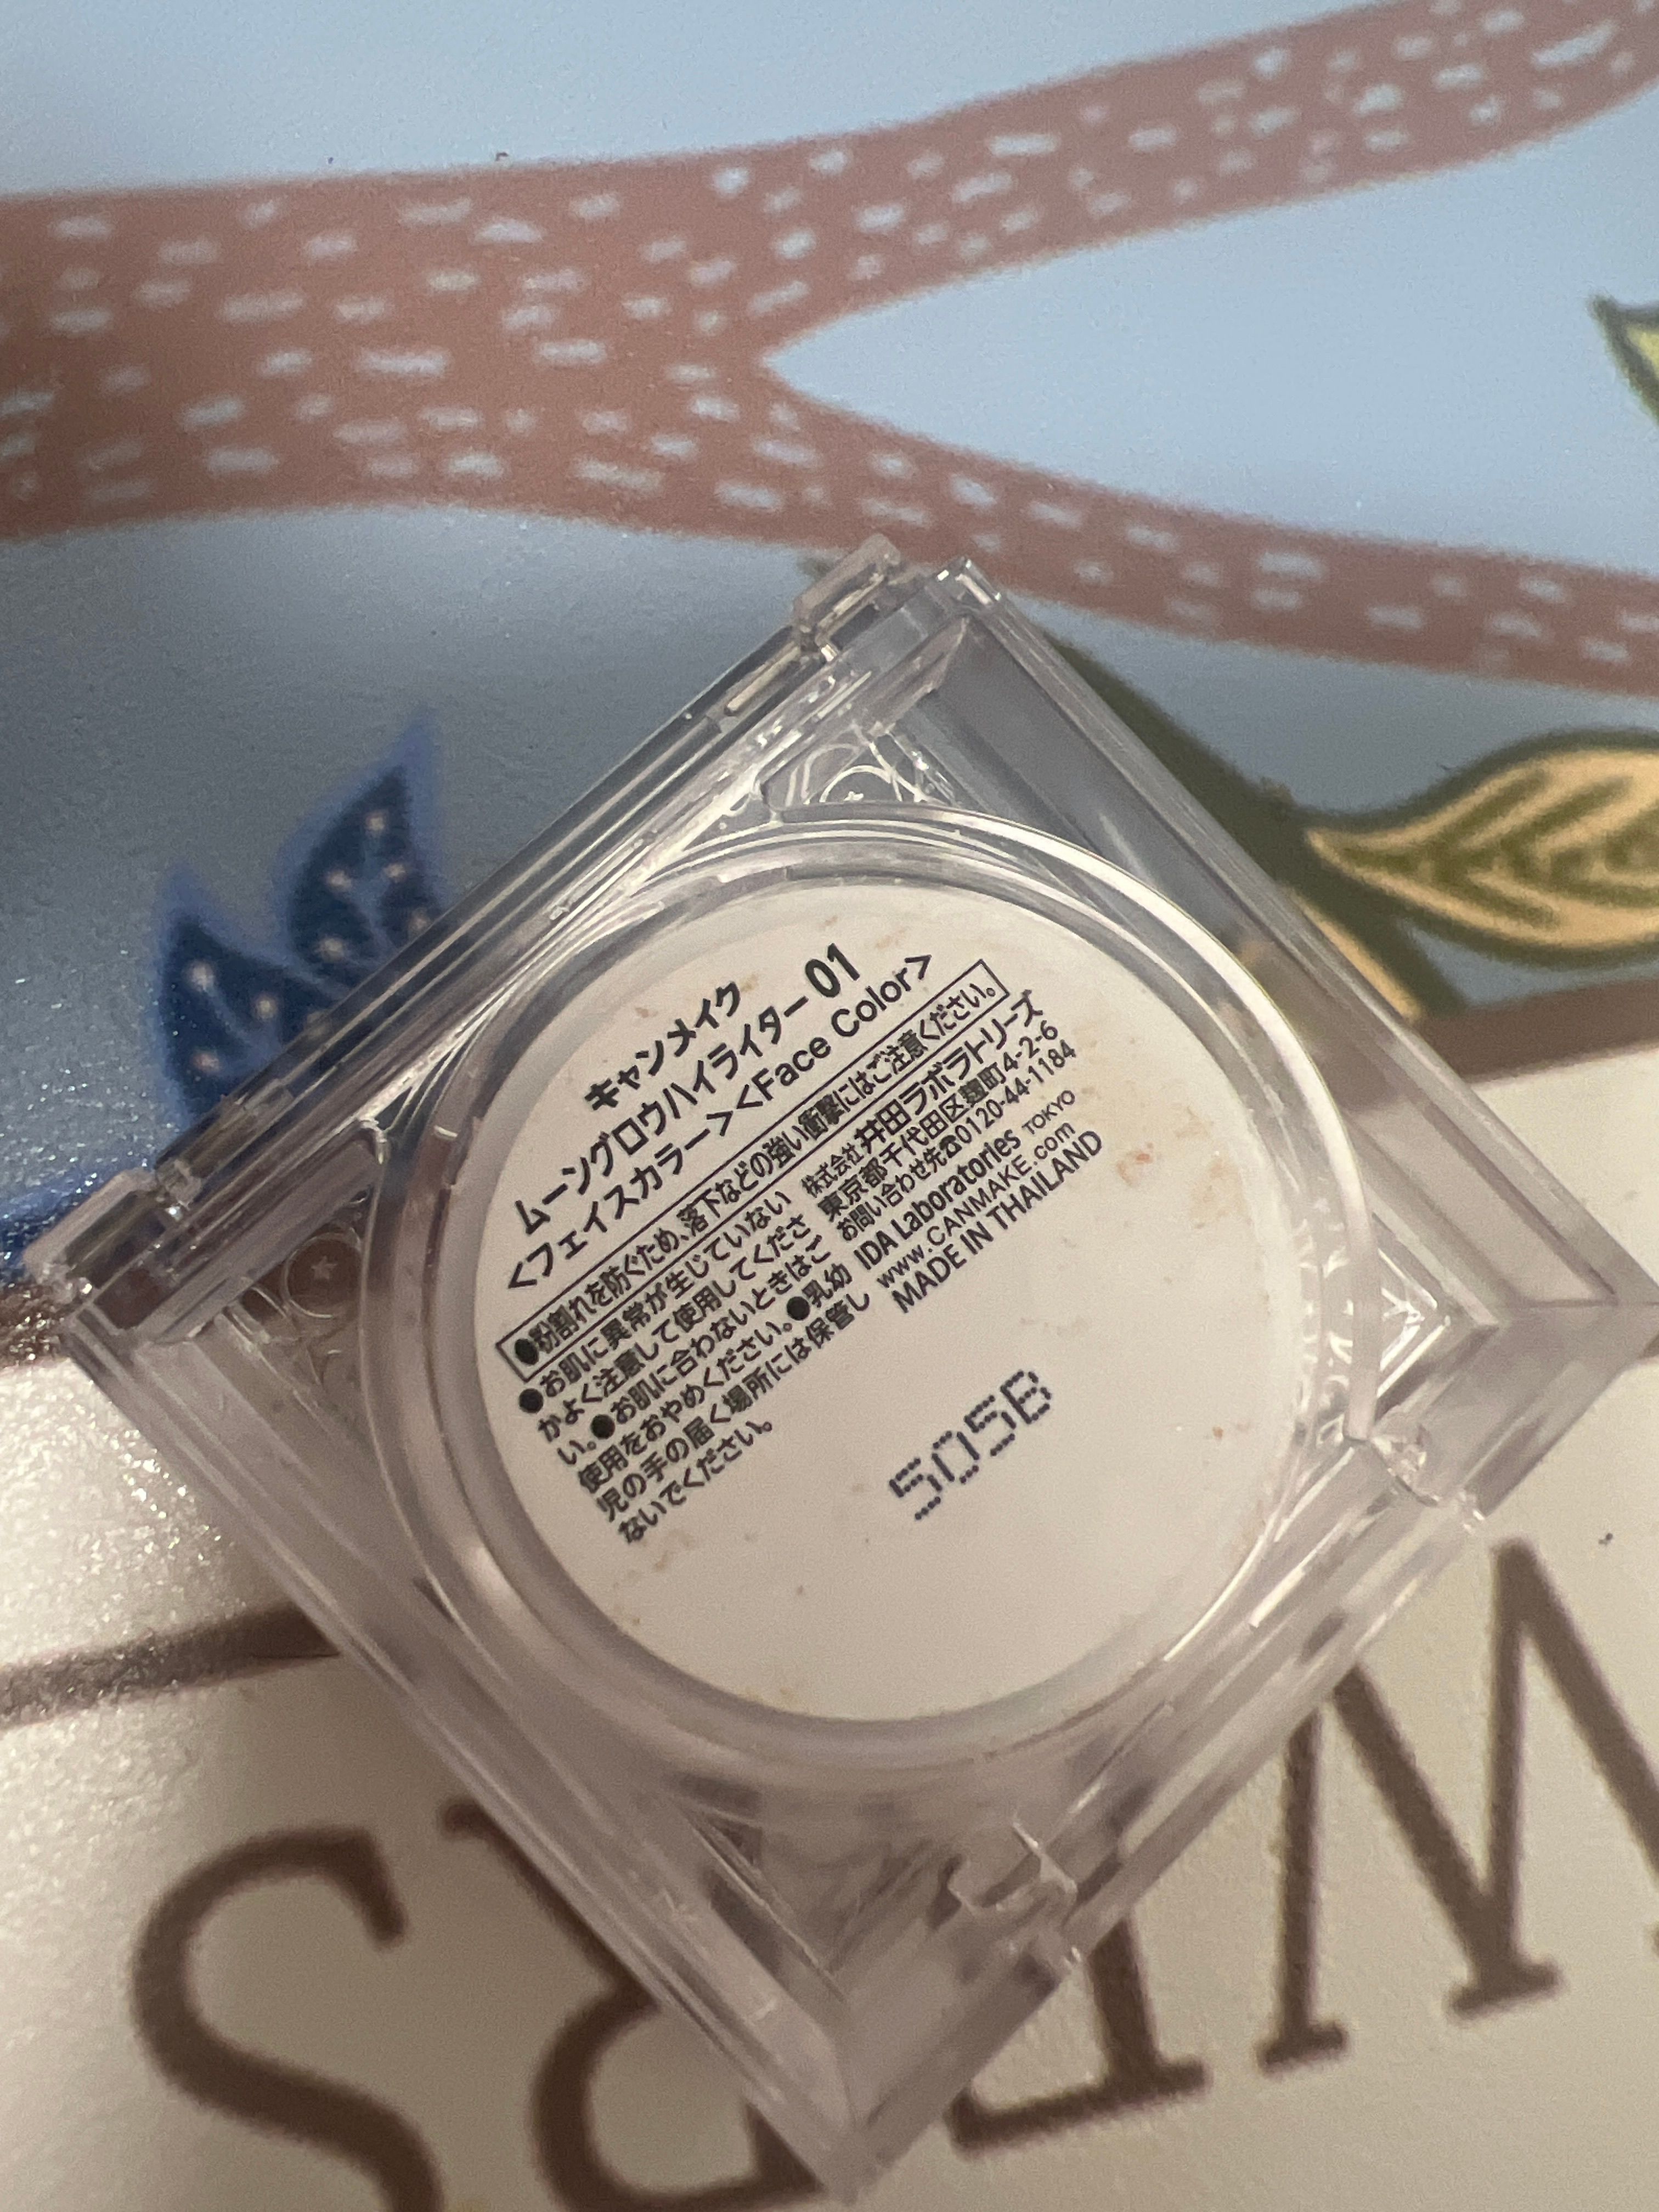 キャンメイク
ムーングロウハイライター 01
<フェイスカラー><Face Color>
●粉割れを防ぐため、落下などの強い衝撃にはご注意ください。
●お肌に異常が生じていない
かよく注意して使用してくださ
い。●お肌に合わないときはご
使用をおやめください。●乳幼
児の手の届く場所には保管し
ないでください。
株式会社 井田ラボラトリーズ
東京都千代田区麹町4-2-6
お問い合わせ先☎0120-44-1184
IDA Laboratories TOKYO
www.CANMAKE.com
MADE IN THAILAND
505B